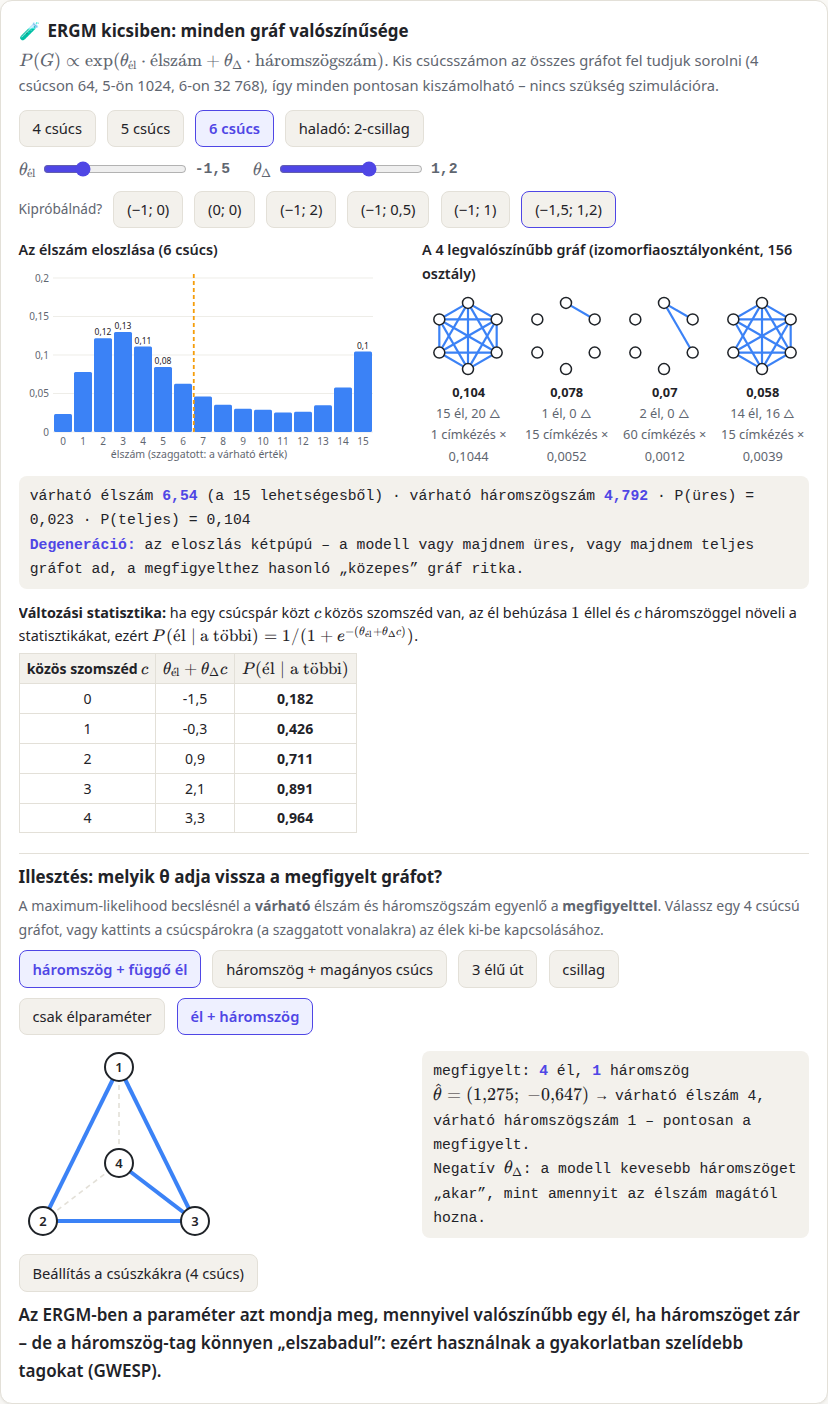 🧪 ERGM kicsiben: minden gráf valószínűsége
P(G) ∝ exp(θ_él · élszám + θ_Δ · háromszögszám). Kis csúcsszámon az összes gráfot fel tudjuk sorolni (4
csúcson 64, 5-ön 1024, 6-on 32 768), így minden pontosan kiszámolható – nincs szükség szimulációra.
4 csúcs 5 csúcs 6 csúcs haladó: 2-csillag
θ_él -1,5 θ_Δ 1,2
Kipróbálnád? (−1; 0) (0; 0) (−1; 2) (−1; 0,5) (−1; 1) (−1,5; 1,2)
Az élszám eloszlása (6 csúcs)
0,2
0,15
0,1
0,05
0
0,12 0,13 0,11 0,08 0,1
0 1 2 3 4 5 6 7 8 9 10 11 12 13 14 15
élszám (szaggatott: a várható érték)
A 4 legvalószínűbb gráf (izomorfiaosztályonként, 156
osztály)
0,104 0,078 0,07 0,058
15 él, 20 △ 1 él, 0 △ 2 él, 0 △ 14 él, 16 △
1 címkézés × 15 címkézés × 60 címkézés × 15 címkézés ×
0,1044 0,0052 0,0012 0,0039
várható élszám 6,54 (a 15 lehetségesből) · várható háromszögszám 4,792 · P(üres) =
0,023 · P(teljes) = 0,104
Degeneráció: az eloszlás kétpúpú – a modell vagy majdnem üres, vagy majdnem teljes
gráfot ad, a megfigyelthez hasonló „közepes” gráf ritka.
Változási statisztika: ha egy csúcspár közt c közös szomszéd van, az él behúzása 1 éllel és c háromszöggel növeli a
statisztikákat, ezért P(él | a többi) = 1/(1 + e^{−(θ_él+θ_Δ c)}).
közös szomszéd c θ_él + θ_Δ c P(él | a többi)
0 -1,5 0,182
1 -0,3 0,426
2 0,9 0,711
3 2,1 0,891
4 3,3 0,964
Illesztés: melyik θ adja vissza a megfigyelt gráfot?
A maximum-likelihood becslésnél a várható élszám és háromszögszám egyenlő a megfigyelttel. Válassz egy 4 csúcsú
gráfot, vagy kattints a csúcspárokra (a szaggatott vonalakra) az élek ki-be kapcsolásához.
háromszög + függő él háromszög + magányos csúcs 3 élű út csillag
csak élparaméter él + háromszög
1
4
2 3
megfigyelt: 4 él, 1 háromszög
θ̂ = (1,275; −0,647) → várható élszám 4,
várható háromszögszám 1 – pontosan a
megfigyelt.
Negatív θ_Δ: a modell kevesebb háromszöget
„akar”, mint amennyit az élszám magától
hozna.
Beállítás a csúszkákra (4 csúcs)
Az ERGM-ben a paraméter azt mondja meg, mennyivel valószínűbb egy él, ha háromszöget zár
– de a háromszög-tag könnyen „elszabadul”: ezért használnak a gyakorlatban szelídebb
tagokat (GWESP).